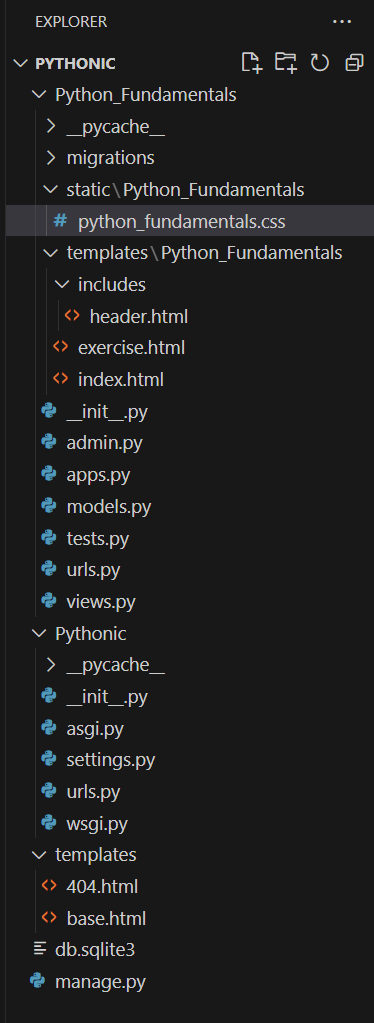 EXPLORER ...
PYTHONIC
Python_Fundamentals
__pycache__
migrations
static\Python_Fundamentals
# python_fundamentals.css
templates\Python_Fundamentals
includes
<> header.html
<> exercise.html
<> index.html
__init__.py
admin.py
apps.py
models.py
tests.py
urls.py
views.py
Pythonic
__pycache__
__init__.py
asgi.py
settings.py
urls.py
wsgi.py
templates
<> 404.html
<> base.html
db.sqlite3
manage.py